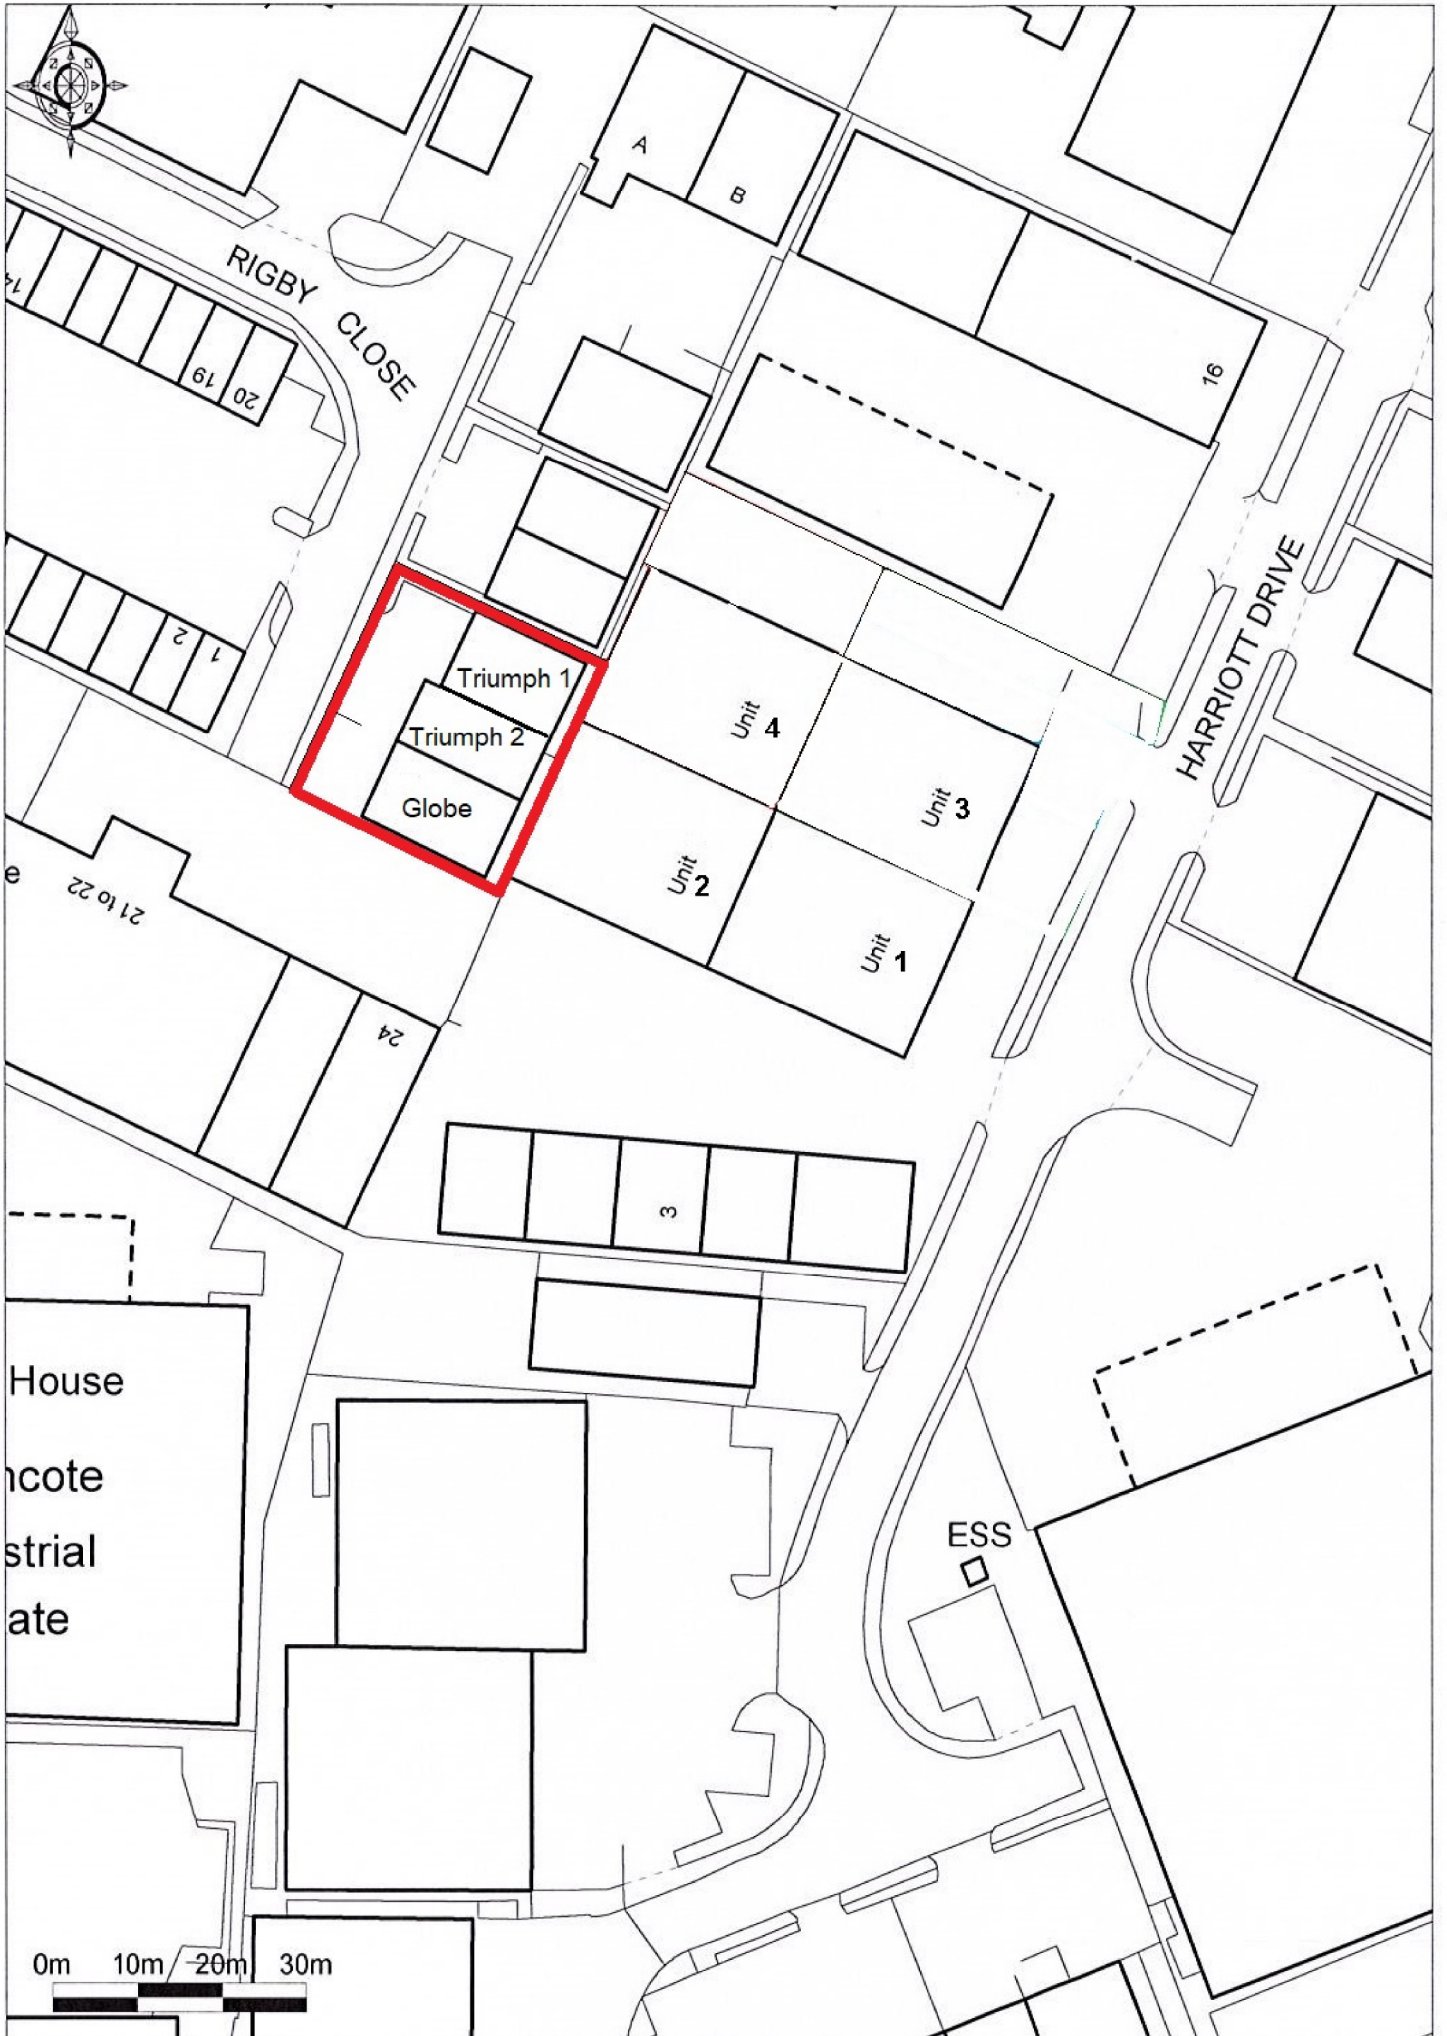 A
B
RIGBY
CLOSE
14
19
20
16
HARRIOTT DRIVE
2
1
Triumph 1
Triumph 2
Globe
Unit 4
Unit 3
Unit 2
Unit 1
e
21 to 22
24
3
House
ncote
strial
ate
ESS
0m 10m 20m 30m